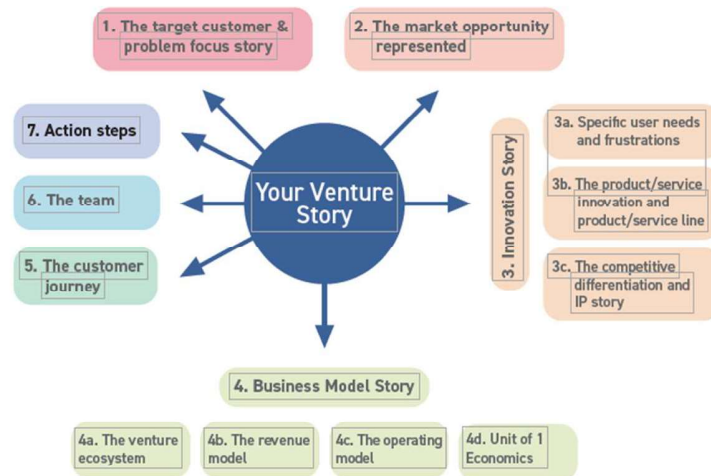 1. The target customer &
problem focus story
2. The market opportunity
represented
7. Action steps
6. The team
5. The customer
journey
Your Venture
Story
3. Innovation Story
3a. Specific user needs
and frustrations
3b. The product/service
innovation and
product/service line
3c. The competitive
differentiation and
IP story
4. Business Model Story
4a. The venture
ecosystem
4b. The revenue
model
4c. The operating
model
4d. Unit of 1
Economics